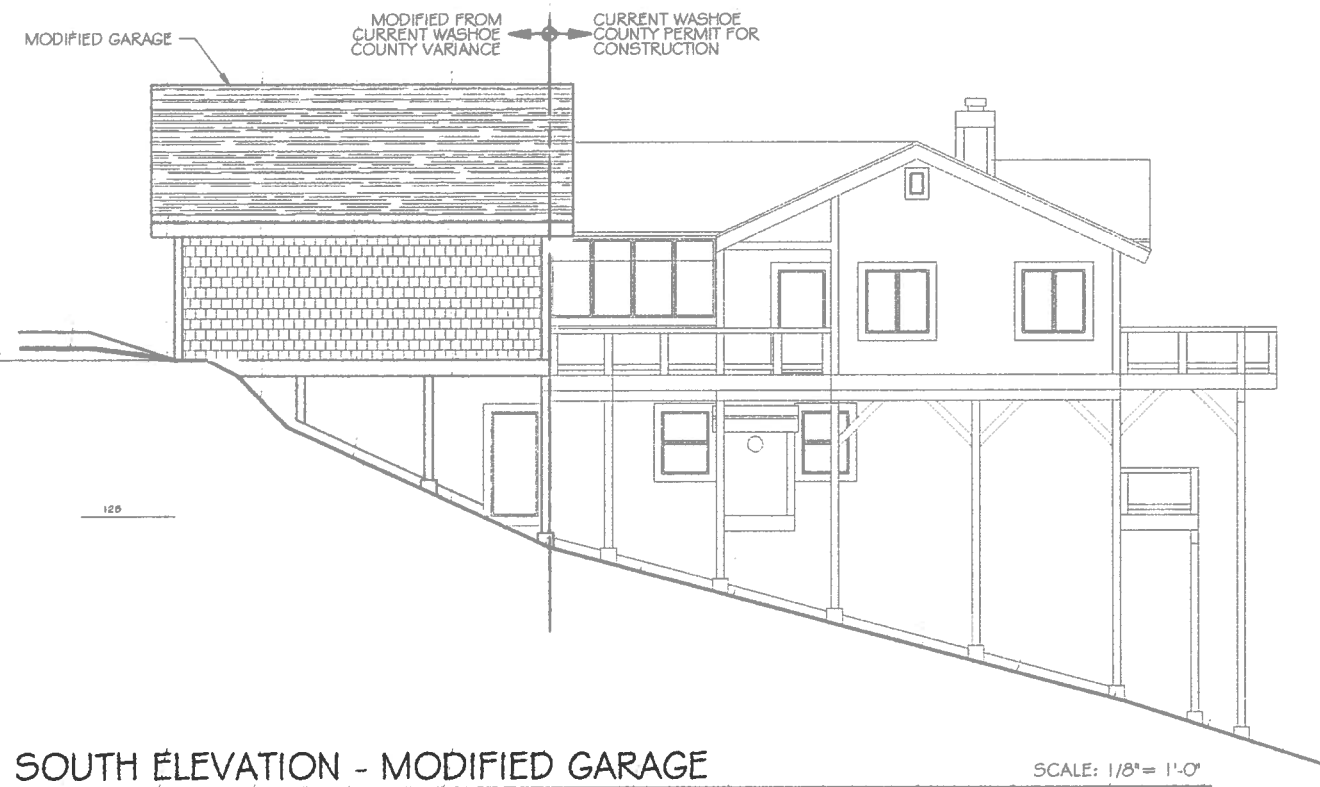 MODIFIED GARAGE
MODIFIED FROM
CURRENT WASHOE
COUNTY VARIANCE
CURRENT WASHOE
COUNTY PERMIT FOR
CONSTRUCTION
126
SOUTH ELEVATION - MODIFIED GARAGE
SCALE: 1/8"= 1'-0"